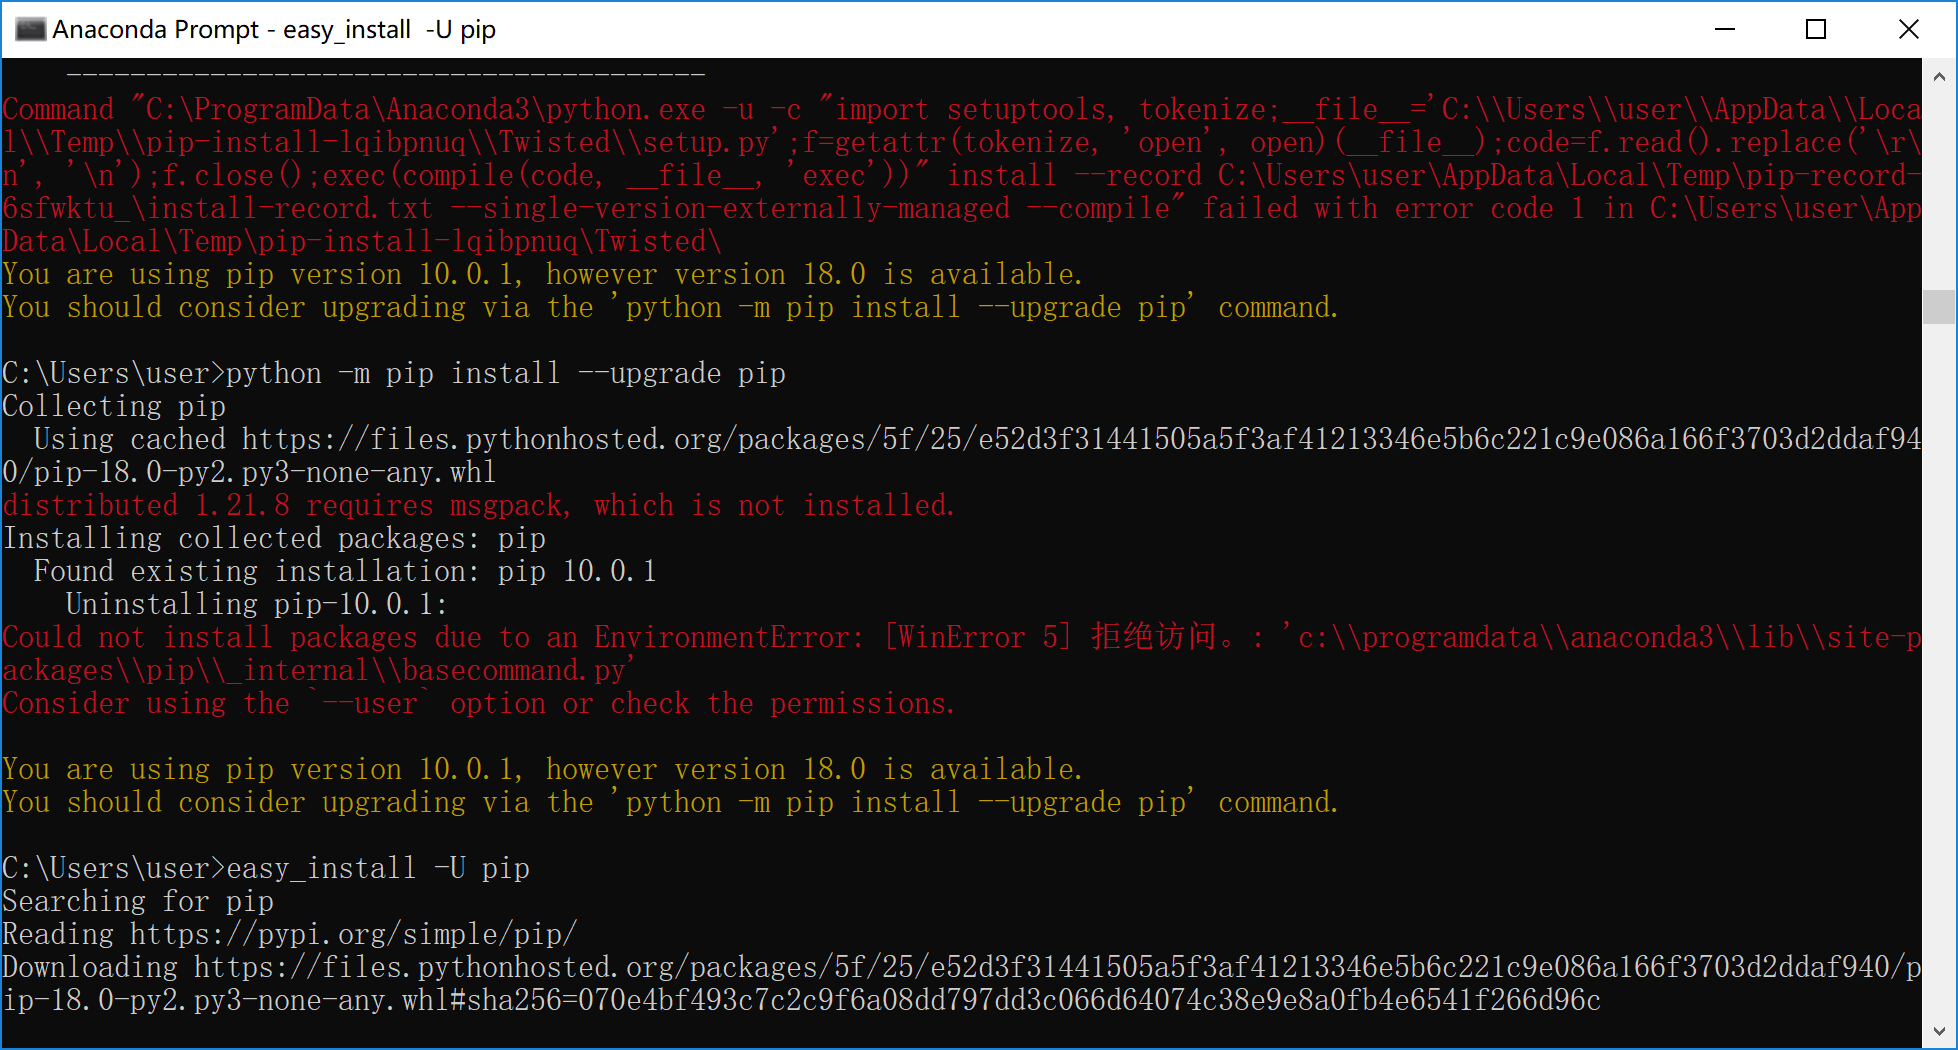 Anaconda Prompt - easy_install  -U pip
    ----------------------------------------
Command "C:\ProgramData\Anaconda3\python.exe -u -c "import setuptools, tokenize;__file__='C:\\Users\\user\\AppData\\Loca
l\\Temp\\pip-install-lqibpnuq\\Twisted\\setup.py';f=getattr(tokenize, 'open', open)(__file__);code=f.read().replace('\r\
n', '\n');f.close();exec(compile(code, __file__, 'exec'))" install --record C:\Users\user\AppData\Local\Temp\pip-record-
6sfwktu_\install-record.txt --single-version-externally-managed --compile" failed with error code 1 in C:\Users\user\App
Data\Local\Temp\pip-install-lqibpnuq\Twisted\
You are using pip version 10.0.1, however version 18.0 is available.
You should consider upgrading via the 'python -m pip install --upgrade pip' command.
C:\Users\user>python -m pip install --upgrade pip
Collecting pip
  Using cached https://files.pythonhosted.org/packages/5f/25/e52d3f31441505a5f3af41213346e5b6c221c9e086a166f3703d2ddaf94
0/pip-18.0-py2.py3-none-any.whl
distributed 1.21.8 requires msgpack, which is not installed.
Installing collected packages: pip
  Found existing installation: pip 10.0.1
    Uninstalling pip-10.0.1:
Could not install packages due to an EnvironmentError: [WinError 5] 拒绝访问。: 'c:\\programdata\\anaconda3\\lib\\site-p
ackages\\pip\\_internal\\basecommand.py'
Consider using the `--user` option or check the permissions.
You are using pip version 10.0.1, however version 18.0 is available.
You should consider upgrading via the 'python -m pip install --upgrade pip' command.
C:\Users\user>easy_install -U pip
Searching for pip
Reading https://pypi.org/simple/pip/
Downloading https://files.pythonhosted.org/packages/5f/25/e52d3f31441505a5f3af41213346e5b6c221c9e086a166f3703d2ddaf940/p
ip-18.0-py2.py3-none-any.whl#sha256=070e4bf493c7c2c9f6a08dd797dd3c066d64074c38e9e8a0fb4e6541f266d96c